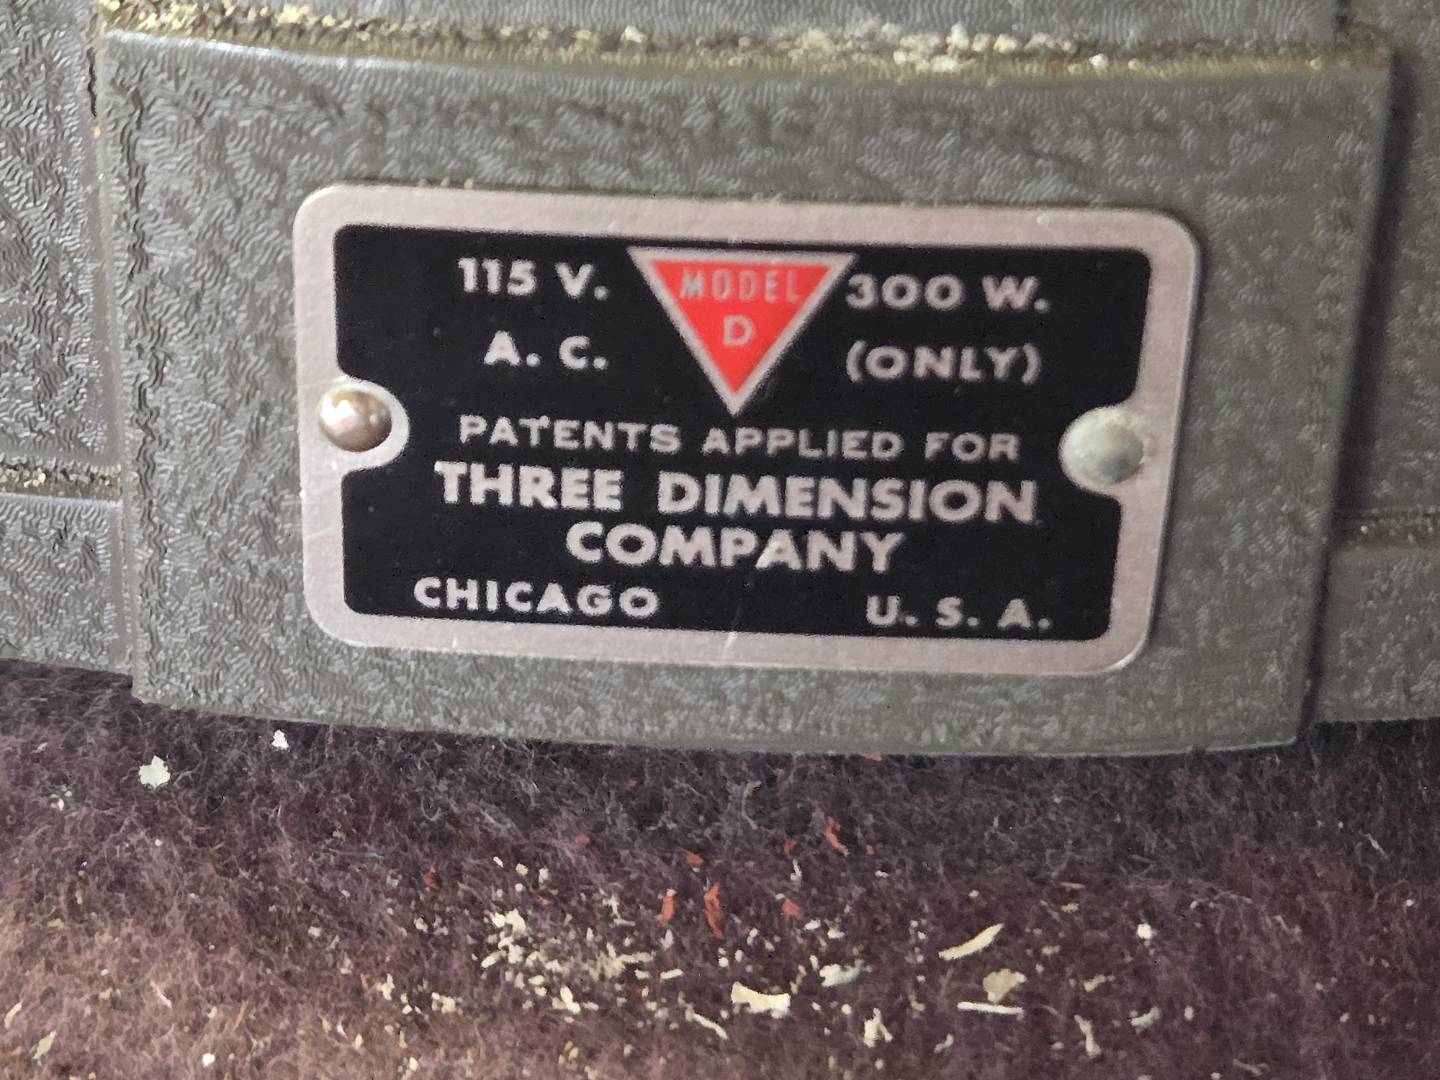 115 V. MODEL 300 W.
A. C. D (ONLY)
PATENTS APPLIED FOR
THREE DIMENSION
COMPANY
CHICAGO U. S. A.